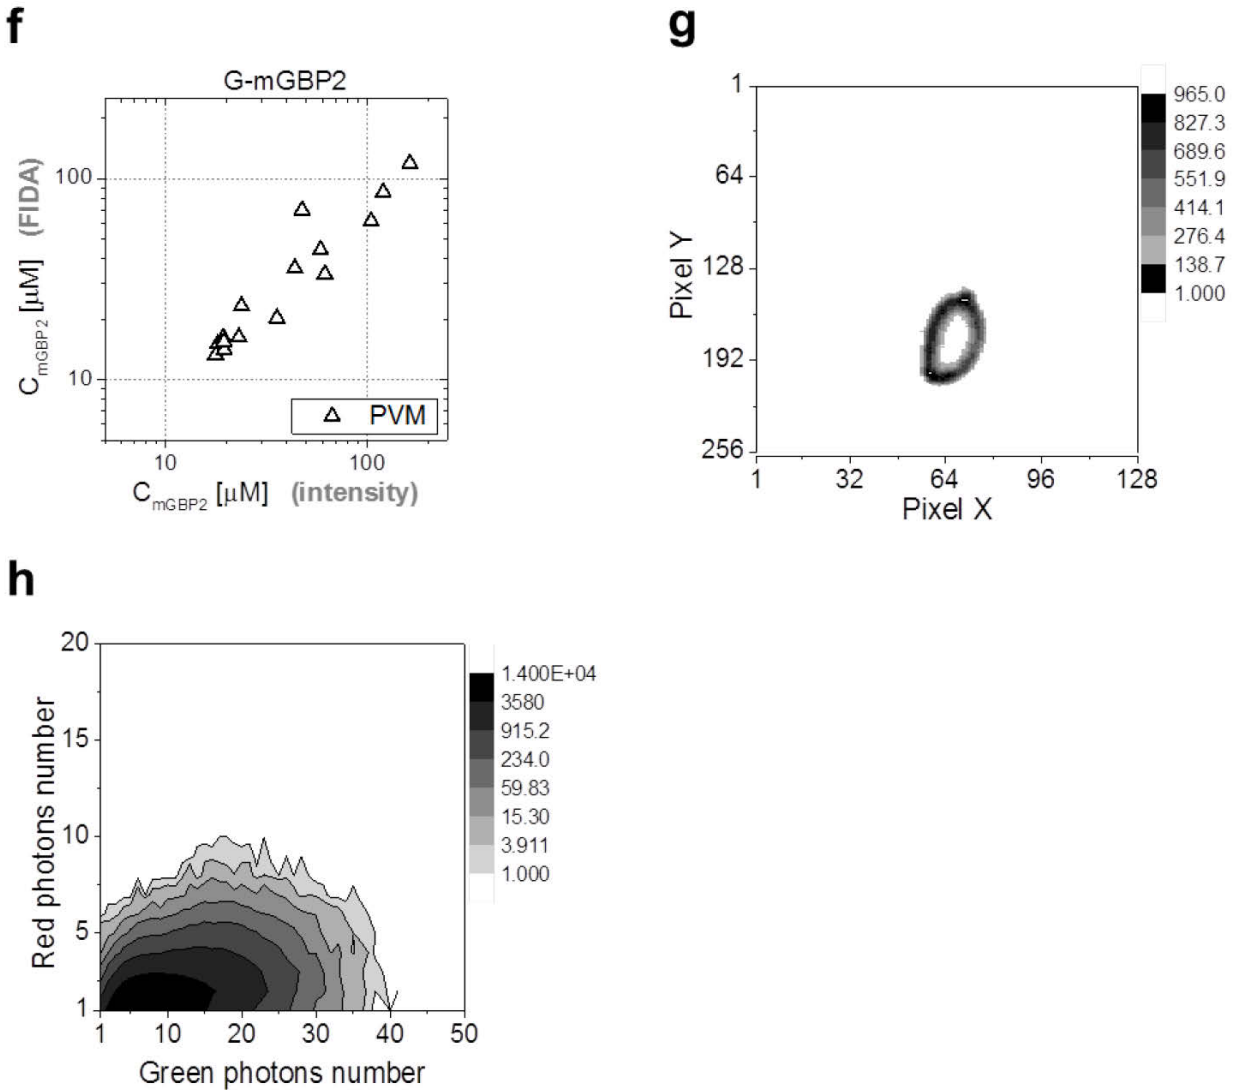 f
G-mGBP2
100
10
10
100
C mGBP2 [μM] (FIDA)
PVM
C mGBP2 [μM] (intensity)
g
1
64
128
192
256
1 32 64 96 128
Pixel Y
Pixel X
965.0
827.3
689.6
551.9
414.1
276.4
138.7
1.000
h
20
15
10
5
1
1 10 20 30 40 50
Red photons number
Green photons number
1.400E+04
3580
915.2
234.0
59.83
15.30
3.911
1.000